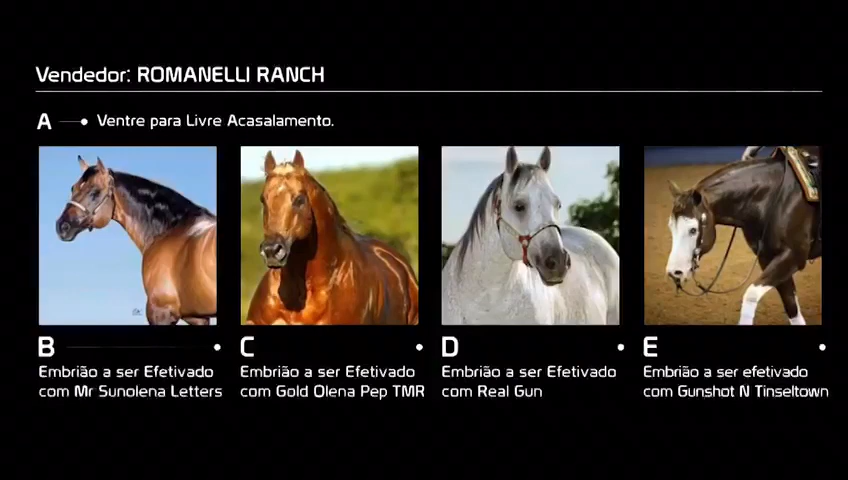 Vendedor: ROMANELLI RANCH
A Ventre para Livre Acasalamento.
B
Embrião a ser Efetivado
com Mr Sunolena Letters
C
Embrião a ser Efetivado
com Gold Olena Pep TMR
D
Embrião a ser Efetivado
com Real Gun
E
Embrião a ser efetivado
com Gunshot N Tinseltown